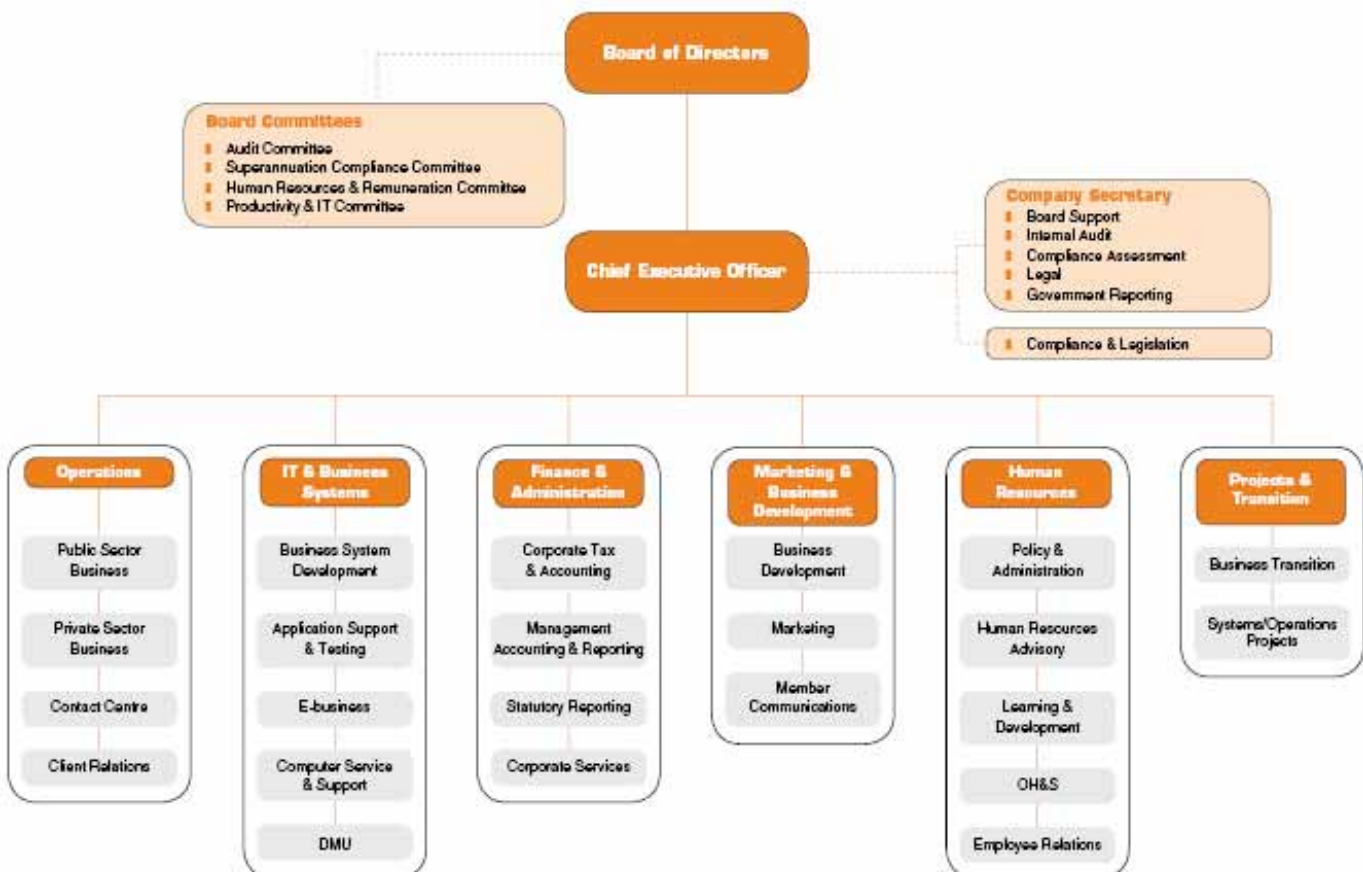 Board of Directors
Board Committees
Audit Committee
Superannuation Compliance Committee
Human Resources & Remuneration Committee
Productivity & IT Committee
Company Secretary
Board Support
Internal Audit
Compliance Assessment
Legal
Government Reporting
Chief Executive Officer
Compliance & Legislation
Operations
Public Sector
Business
Private Sector
Business
Contact Centre
Client Relations
IT & Business
Systems
Business System
Development
Application Support
& Testing
E-business
Computer Service
& Support
DMU
Finance &
Administration
Corporate Tax
& Accounting
Management
Accounting & Reporting
Statutory Reporting
Corporate Services
Marketing &
Business
Development
Business
Development
Marketing
Member
Communications
Human
Resources
Policy &
Administration
Human Resources
Advisory
Learning &
Development
OH&S
Employee Relations
Projects &
Transition
Business Transition
Systems/Operations
Projects